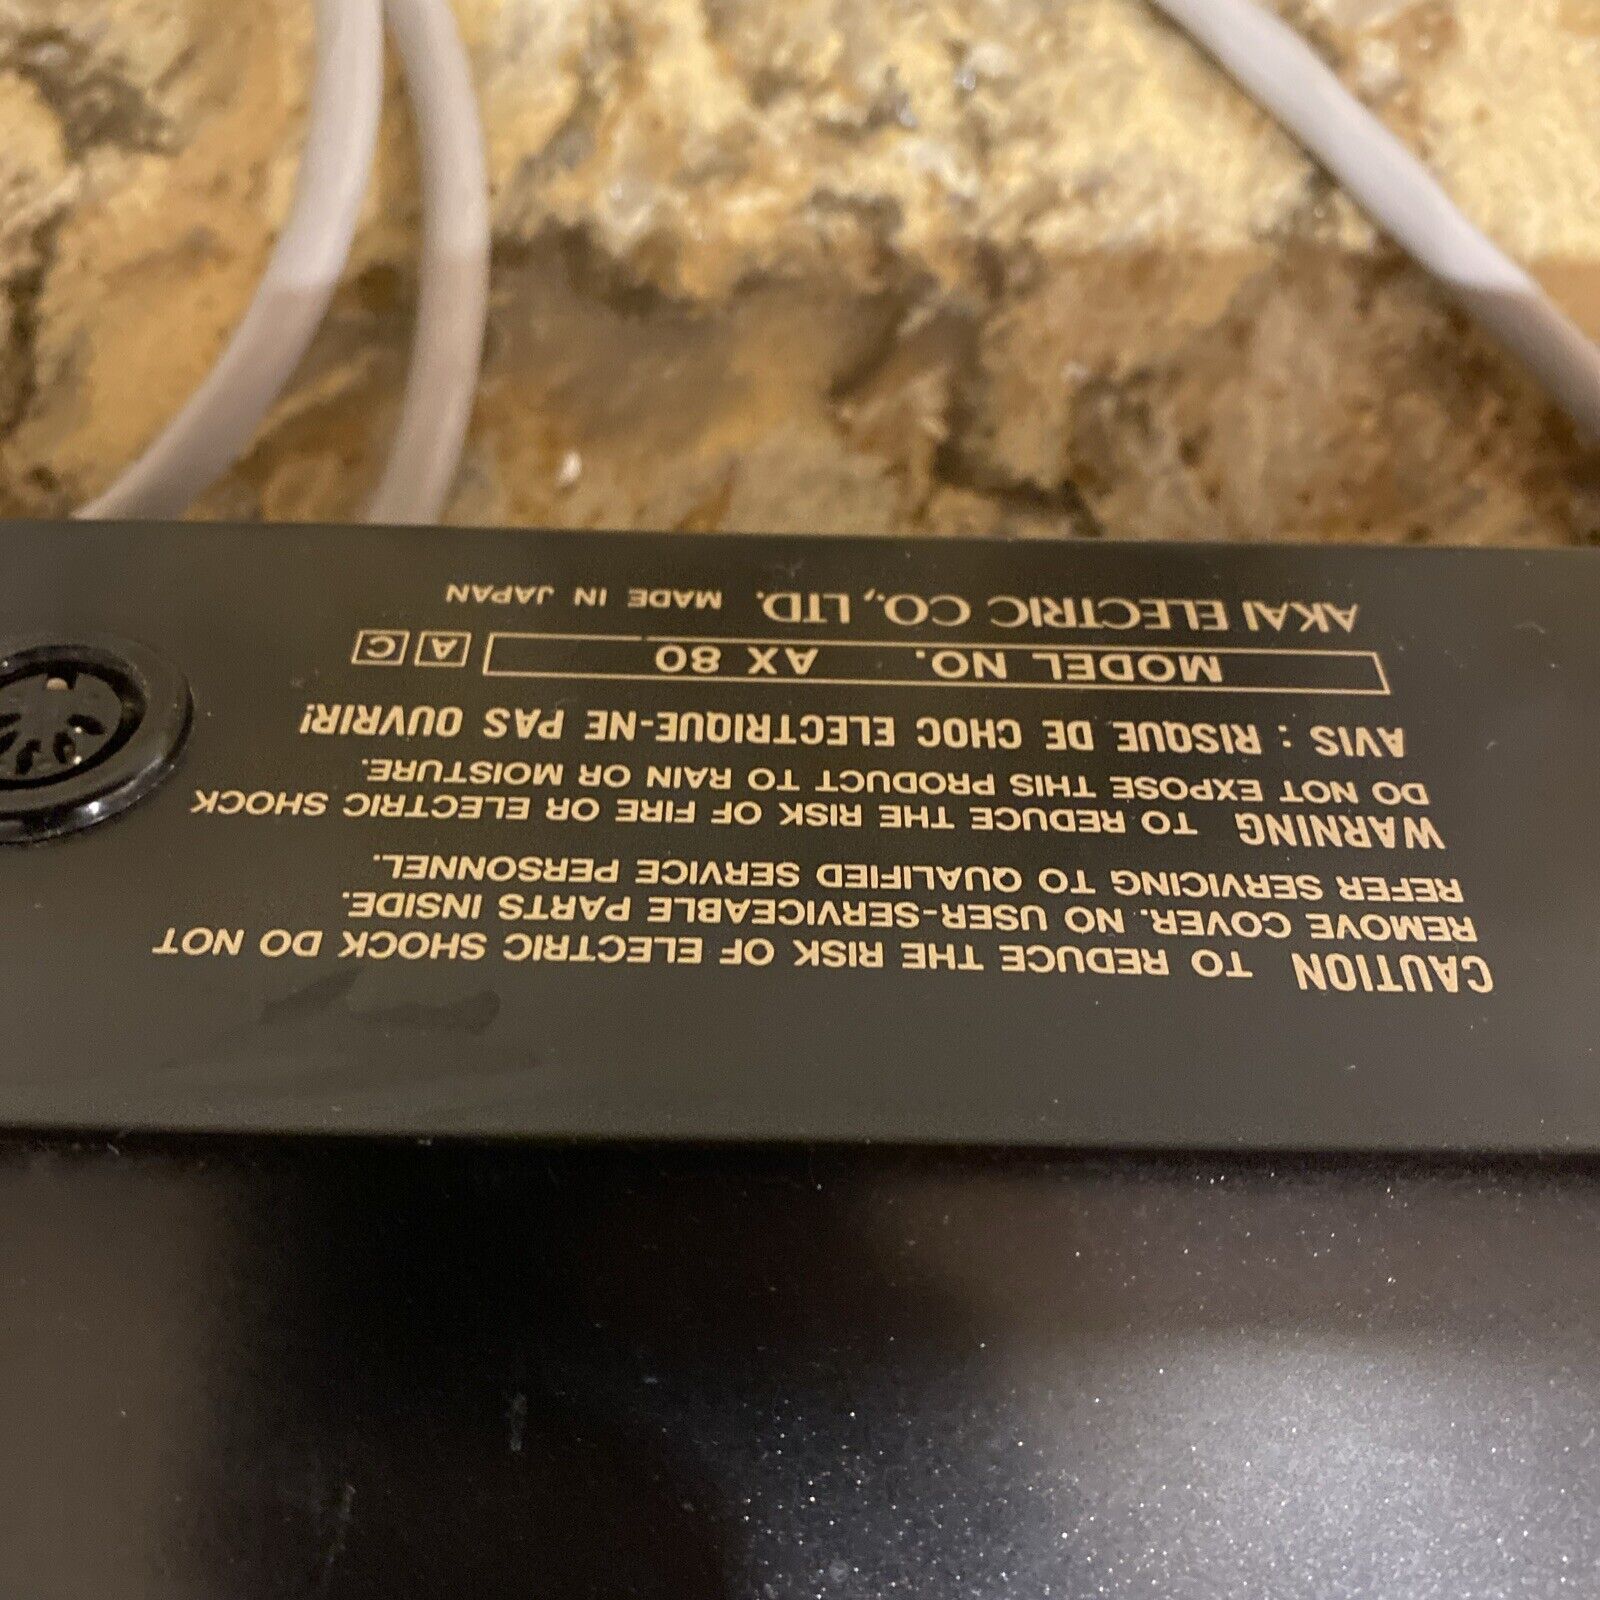 CAUTION TO REDUCE THE RISK OF ELECTRIC SHOCK DO NOT
REMOVE COVER. NO USER-SERVICEABLE PARTS INSIDE.
REFER SERVICING TO QUALIFIED SERVICE PERSONNEL.
WARNING TO REDUCE THE RISK OF FIRE OR ELECTRIC SHOCK
DO NOT EXPOSE THIS PRODUCT TO RAIN OR MOISTURE.
AVIS : RISQUE DE CHOC ELECTRIQUE-NE PAS OUVRIR!
MODEL NO. AX 80 A C
AKAI ELECTRIC CO., LTD. MADE IN JAPAN